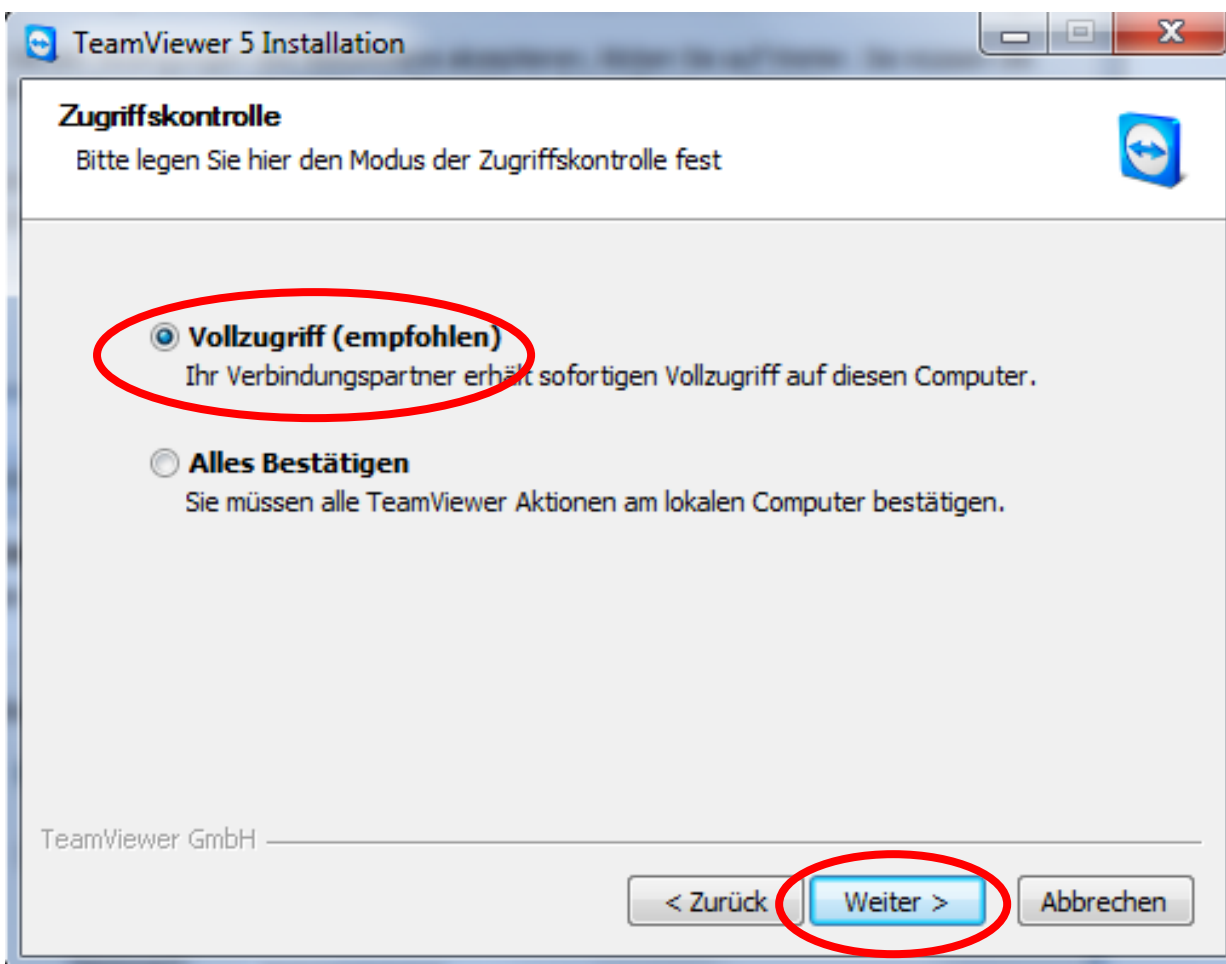 TeamViewer 5 Installation
Zugriffskontrolle
Bitte legen Sie hier den Modus der Zugriffskontrolle fest
Vollzugriff (empfohlen)
Ihr Verbindungspartner erhält sofortigen Vollzugriff auf diesen Computer.
Alles Bestätigen
Sie müssen alle TeamViewer Aktionen am lokalen Computer bestätigen.
TeamViewer GmbH
< Zurück Weiter > Abbrechen